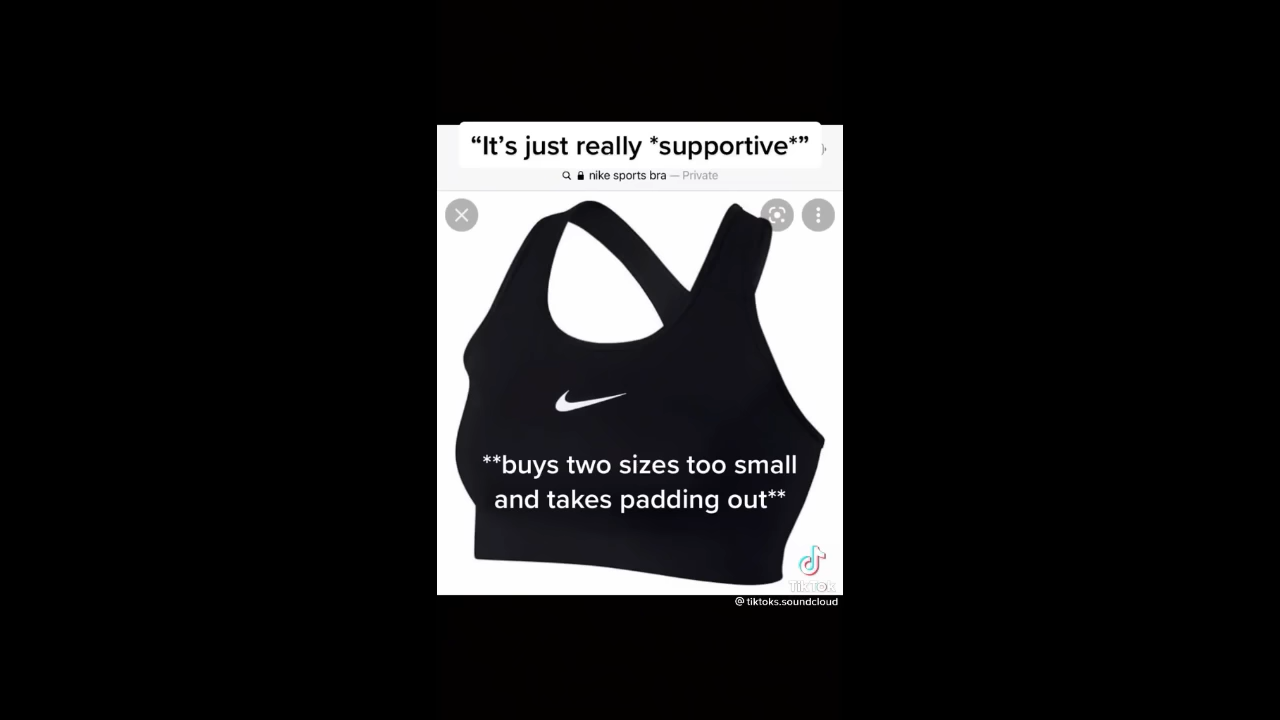 “It’s just really *supportive*”
nike sports bra — Private
**buys two sizes too small
and takes padding out**
TikTok
@tiktoks.soundcloud